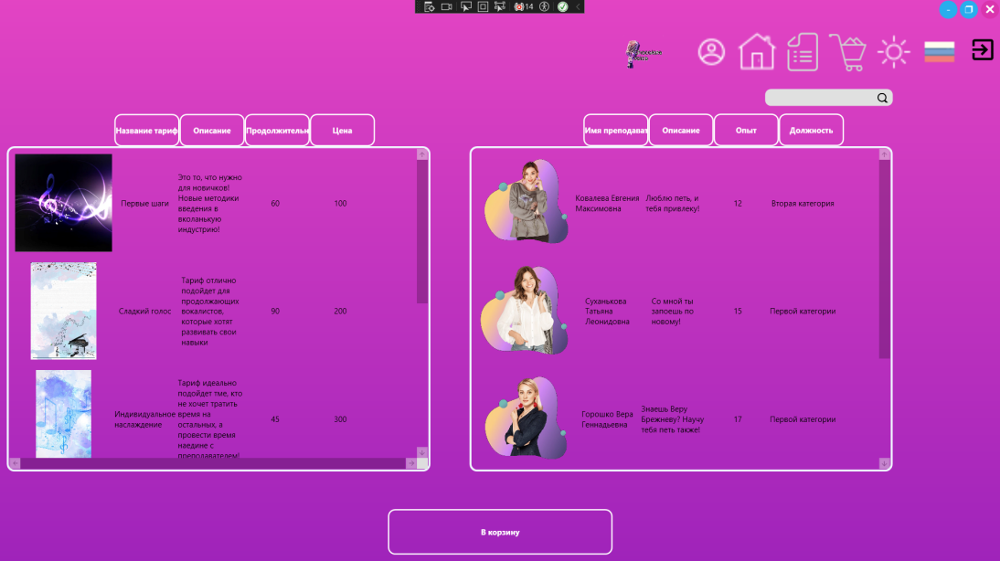 14
Название тариф
Описание
Продолжительн
Цена
Имя преподават
Описание
Опыт
Должность
Первые шаги
Это то, что нужно
для новичков!
Новые методики
введения в
вколанькую
индустрию!
60
100
Сладкий голос
Тариф отлично
подойдет для
продолжающих
вокалистов,
которые хотят
развивать свои
навыки
90
200
Индивидуальное
наслаждение
Тариф идеально
подойдет тме, кто
не хочет тратить
время на
остальных, а
провести время
наедине с
преподавателем!
45
300
Ковалева Евгения
Максимовна
Люблю петь, и
тебя привлеку!
12
Вторая категория
Суханькова
Татьяна
Леонидовна
Со мной ты
запоешь по
новому!
15
Первой категории
Горошко Вера
Геннадьевна
Знаешь Веру
Брежневу? Научу
тебя петь также!
17
Первой категории
В корзину